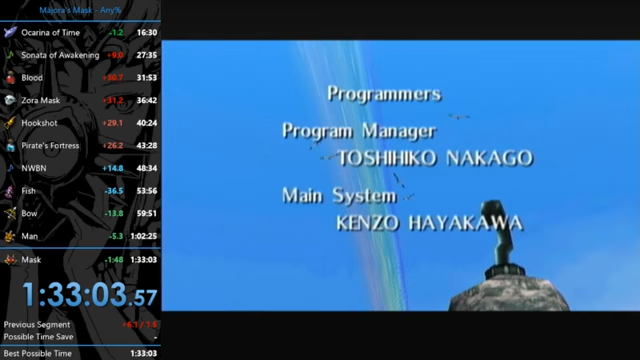 Majora's Mask - Any%
Ocarina of Time -1.2 16:30
Sonata of Awakening +9.0 27:35
Blood +30.7 31:53
Zora Mask +31.2 36:42
Hookshot +29.1 40:24
Pirate's Fortress +26.2 43:28
NWBN +14.8 48:34
Fish -36.5 53:56
Bow -13.8 59:51
Man -5.3 1:02:25
Mask -1:48 1:33:03
1:33:03.57
Previous Segment +6.1 / 1.5
Possible Time Save -
Best Possible Time 1:33:03
Programmers
Program Manager
TOSHIHIKO NAKAGO
Main System
KENZO HAYAKAWA